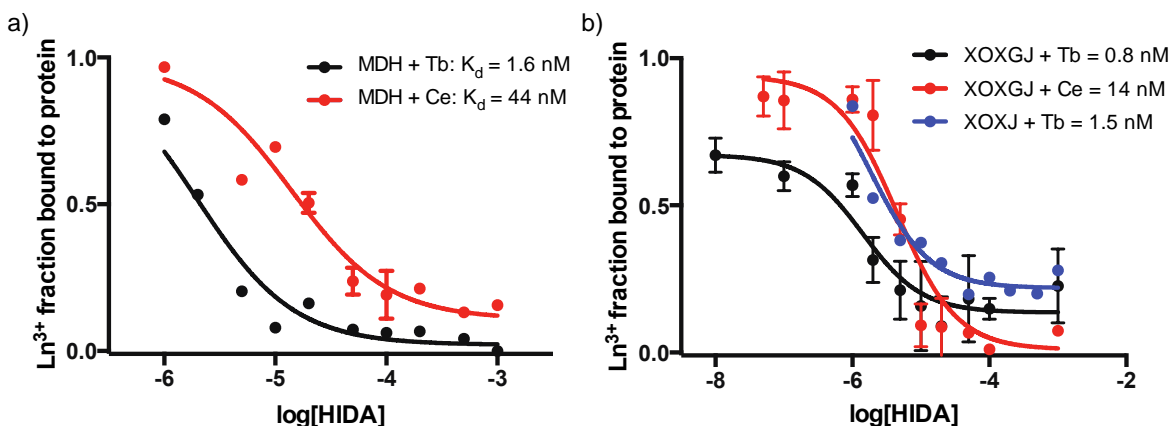 a)
Ln³⁺ fraction bound to protein
1.0
0.5
0.0
-6
-5
-4
-3
log[HIDA]
MDH + Tb: Kd = 1.6 nM
MDH + Ce: Kd = 44 nM
b)
Ln³⁺ fraction bound to protein
1.0
0.5
0.0
-8
-6
-4
-2
log[HIDA]
XOXGJ + Tb = 0.8 nM
XOXGJ + Ce = 14 nM
XOXJ + Tb = 1.5 nM